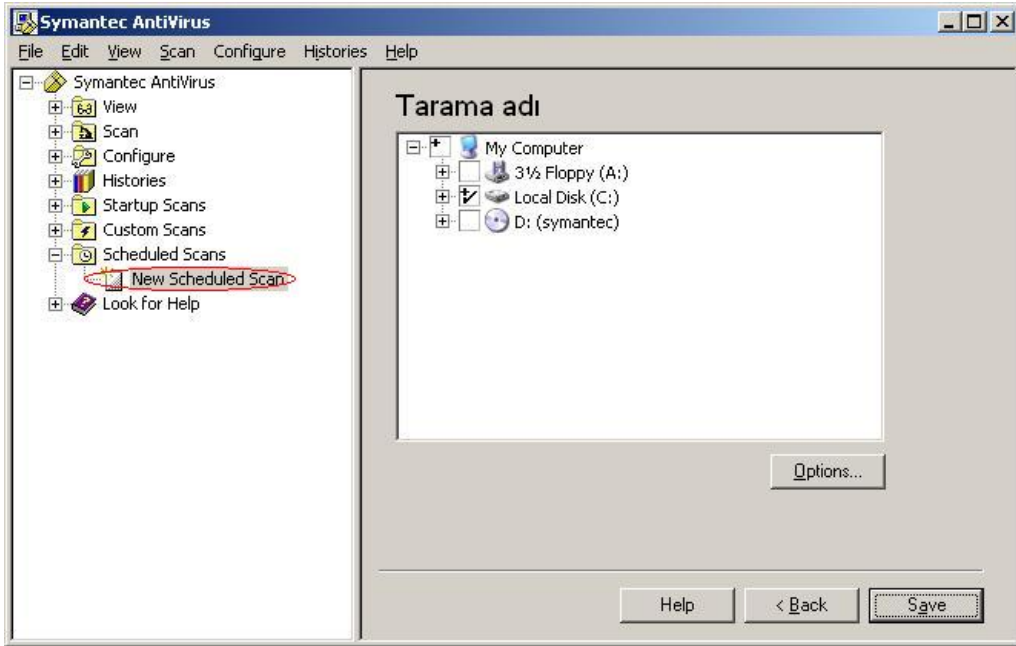 Symantec AntiVirus
File Edit View Scan Configure Histories Help
Symantec AntiVirus
View
Scan
Configure
Histories
Startup Scans
Custom Scans
Scheduled Scans
New Scheduled Scan
Look for Help
Tarama adı
My Computer
3½ Floppy (A:)
Local Disk (C:)
D: (symantec)
Options...
Help
< Back
Save